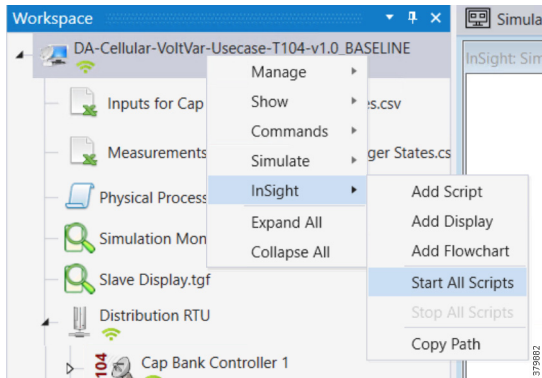 Workspace
Simula
DA-Cellular-VoltVar-Usecase-T104-v1.0_BASELINE
InSight: Sim
Manage
Inputs for Cap
s.csv
Show
Commands
Measurements
ger States.cs
Simulate
InSight
Physical Process
Add Script
Expand All
Add Display
Simulation Mon
Collapse All
Add Flowchart
Slave Display.tgf
Start All Scripts
Distribution RTU
Stop All Scripts
Copy Path
104
Cap Bank Controller 1
379882